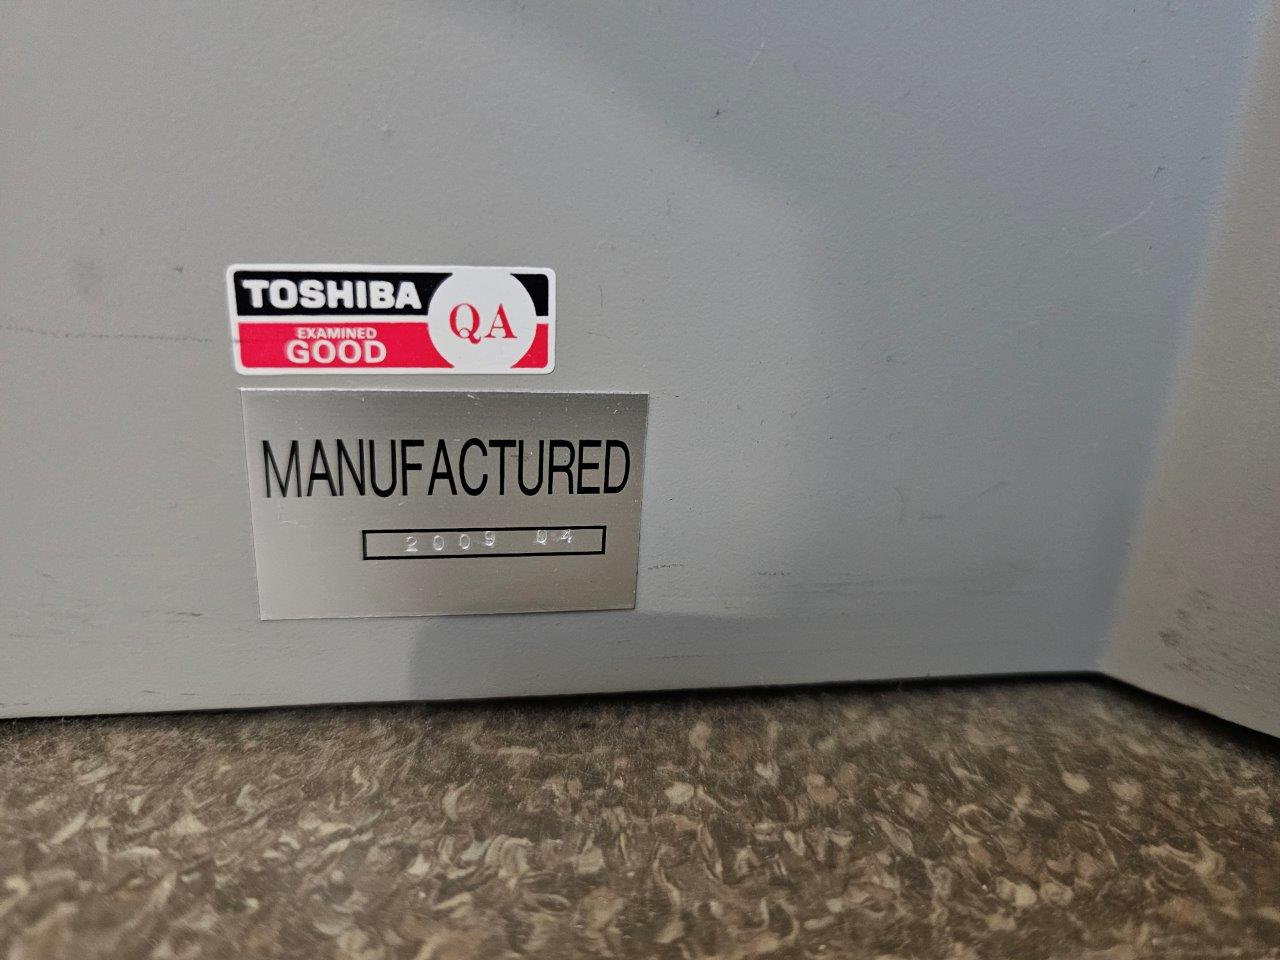 TOSHIBA
EXAMINED
GOOD
QA
MANUFACTURED
2009 04